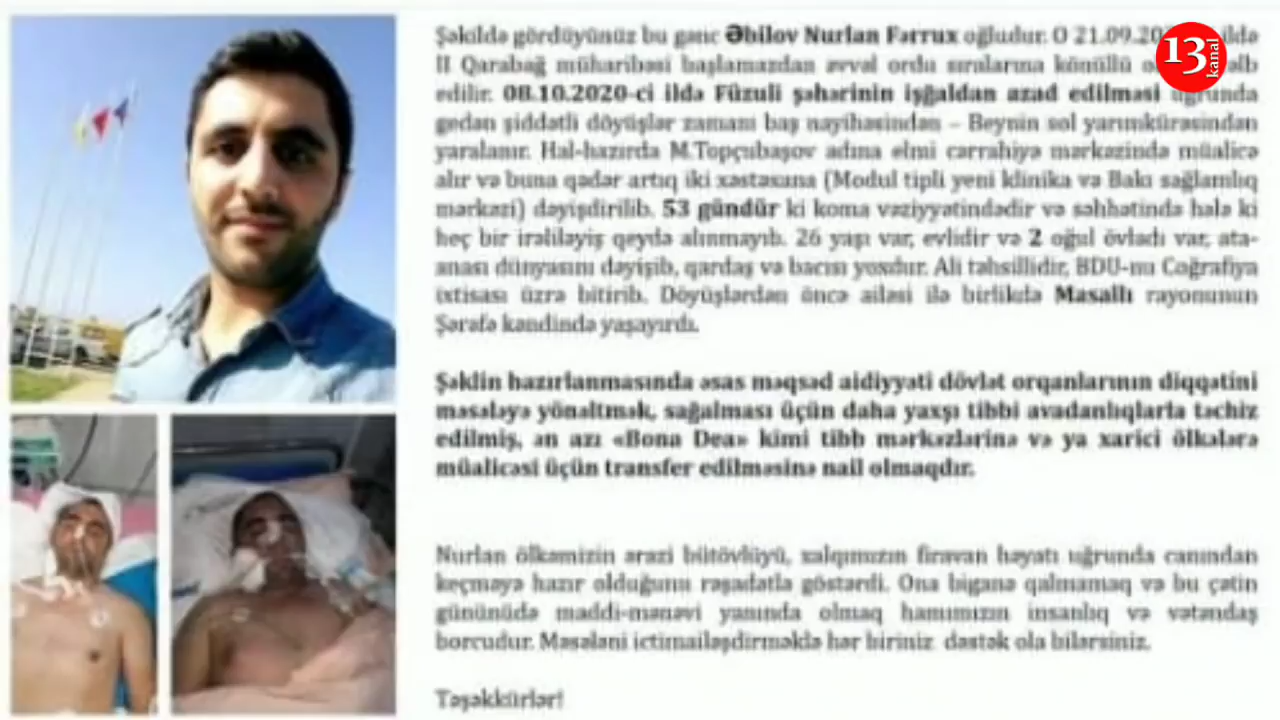 Şəkildə gördüyünüz bu gənc Əbilov Nurlan Fərrux oğludur. O 21.09.20 ildə
II Qarabağ müharibəsi başlamazdan əvvəl ordu sıralarına könüllü
edilir. 08.10.2020-ci ildə Füzuli şəhərinin işğaldan azad edilməsi uğrunda
gedən şiddətli döyüşlər zamanı baş nayihəsindən – Beynin sol yarımkürəsindən
yaralanır. Hal-hazırda M.Topçubaşov adına elmi cərrahiyə mərkəzində müalicə
alır və buna qədər artıq iki xəstəxana (Modul tipli yeni klinika və Bakı sağlamlıq
mərkəzi) dəyişdirilib. 53 gündür ki koma vəziyyətindədir və səhhətində hələ ki
heç bir irəliləyiş qeydə alınmayıb. 26 yaşı var, evlidir və 2 oğul övladı var, ata-
anası dünyasını dəyişib, qardaş və bacısı yoxdur. Ali təhsillidir, BDU-nu Coğrafiya
ixtisası üzrə bitirib. Döyüşlərdən öncə ailəsi ilə birlikdə Masallı rayonunun
Şərəfə kəndində yaşayırdı.
Şəklin hazırlanmasında əsas məqsəd aidiyyəti dövlət orqanlarının diqqətini
məsələyə yönəltmək, sağalması üçün daha yaxşı tibbi avadanlıqlarla təchiz
edilmiş, ən azı «Bona Dea» kimi tibb mərkəzlərinə və ya xarici ölkələrə
müalicəsi üçün transfer edilməsinə nail olmaqdır.
Nurlan ölkəmizin ərazi bütövlüyü, xalqımızın firavan həyatı uğrunda canından
keçməyə hazır olduğunu rəşadətlə göstərdi. Ona biganə qalmamaq və bu çətin
gününüdə maddi-mənəvi yanında olmaq hamımızın insanlıq və vətəndaş
borcudur. Məsələni ictimailəşdirməklə hər biriniz dəstək ola bilərsiniz.
Təşəkkürlər!
13
kanal